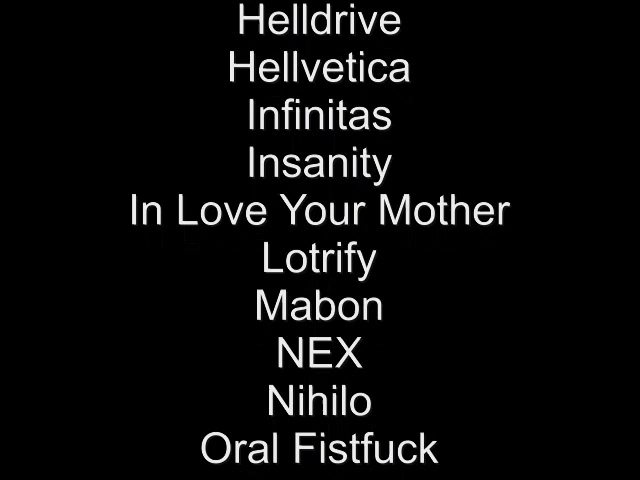 Helldrive
Hellvetica
Infinitas
Insanity
In Love Your Mother
Lotrify
Mabon
NEX
Nihilo
Oral Fistfuck